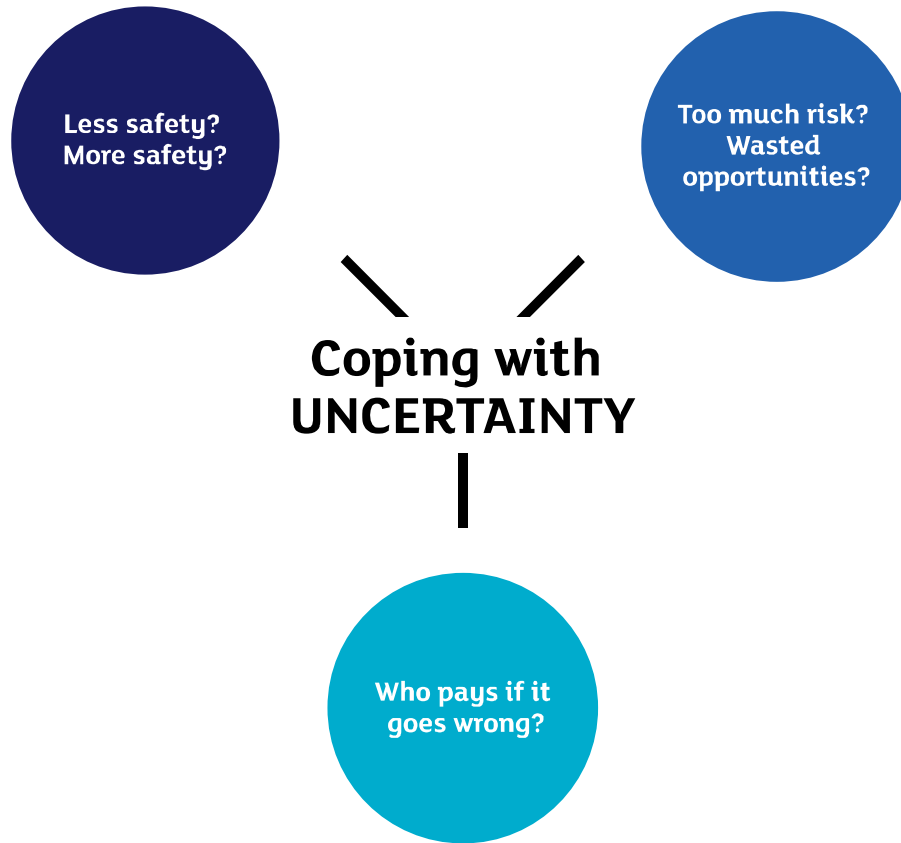 Less safety?
More safety?
Too much risk?
Wasted
opportunities?
Coping with
UNCERTAINTY
Who pays if it
goes wrong?